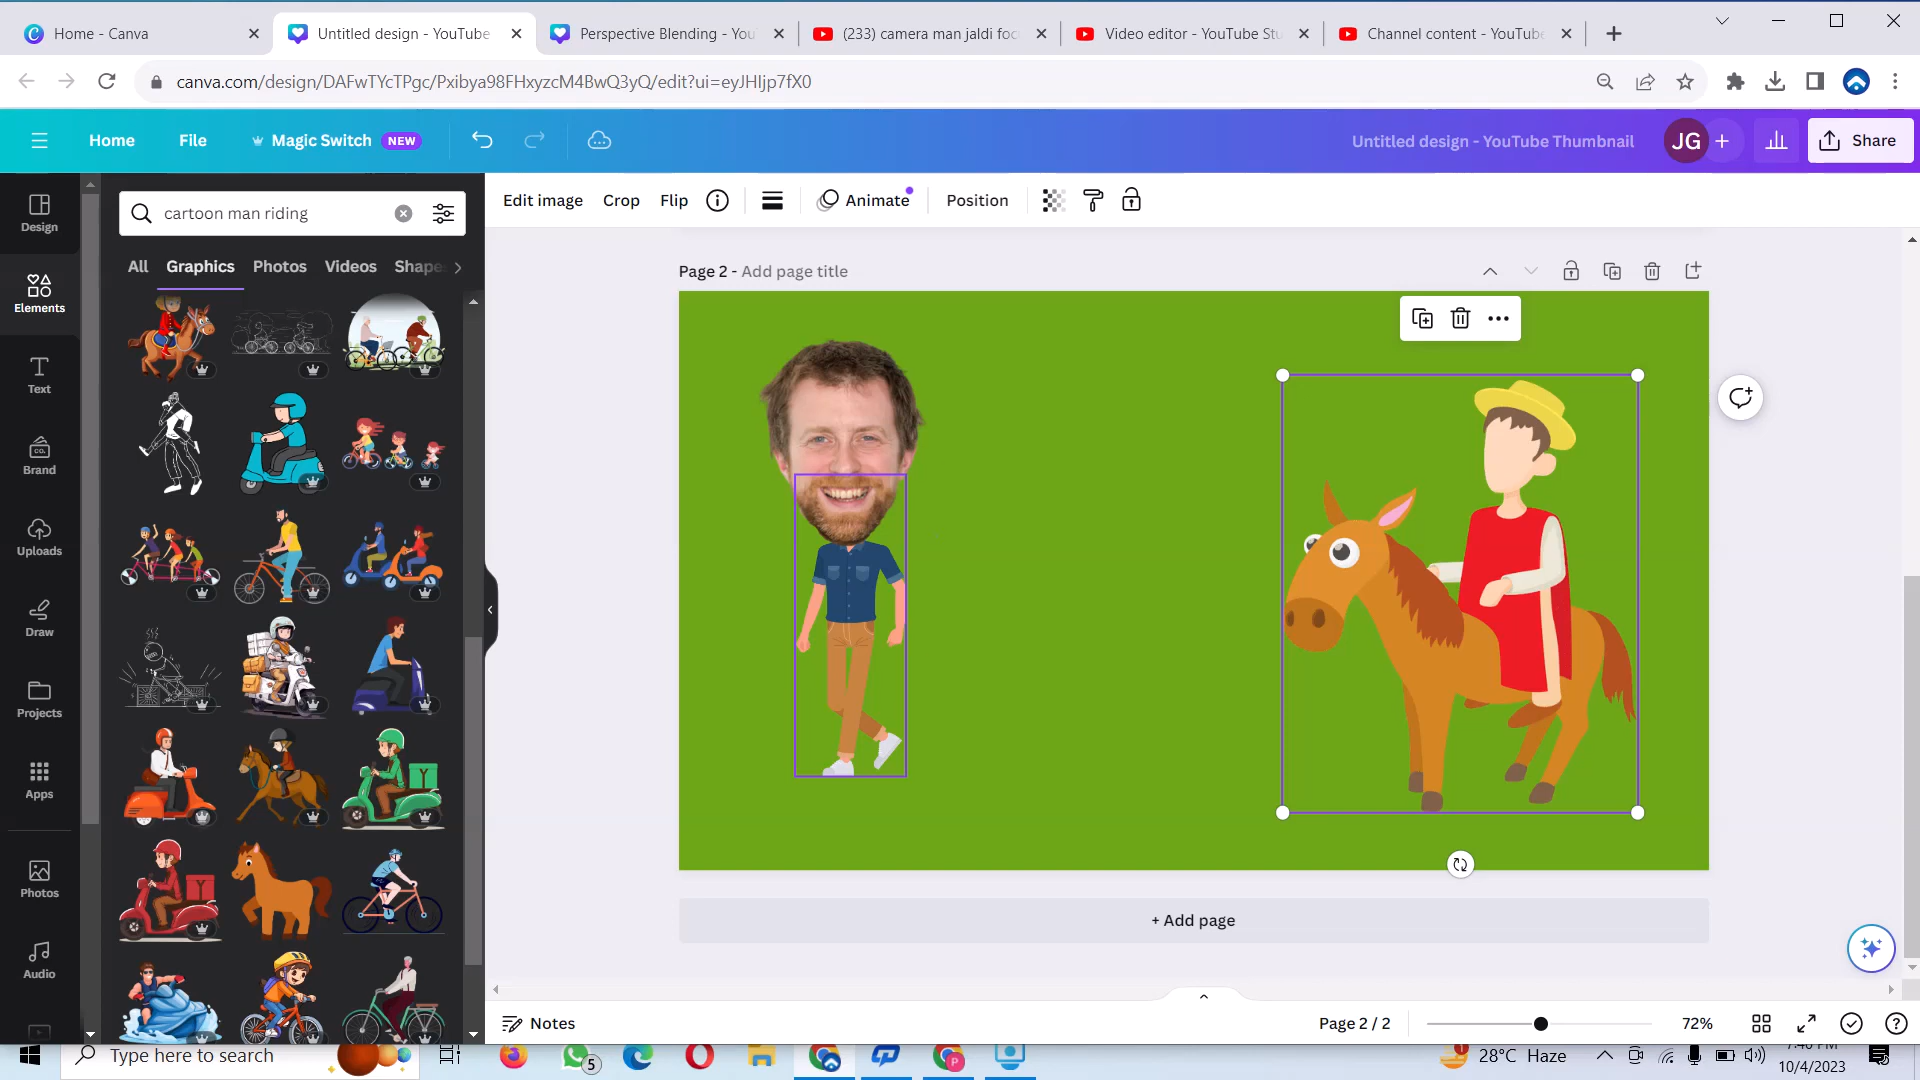 Home - Canva
Untitled design - YouTube
Perspective Blending - You
(233) camera man jaldi foc
Video editor - YouTube Stu
Channel content - YouTube
canva.com/design/DAFwTYcTPgc/Pxibya98FHxyzcM4BwQ3yQ/edit?ui=eyJHIjp7fX0
Home
File
Magic Switch NEW
Untitled design - YouTube Thumbnail
JG
Share
Design
Elements
Text
Brand
Uploads
Draw
Projects
Apps
Photos
Audio
cartoon man riding
All
Graphics
Photos
Videos
Shape
Edit image
Crop
Flip
Animate
Position
Page 2 - Add page title
+ Add page
Notes
Page 2 / 2
72%
Type here to search
5
28°C Haze
7:40 PM
10/4/2023